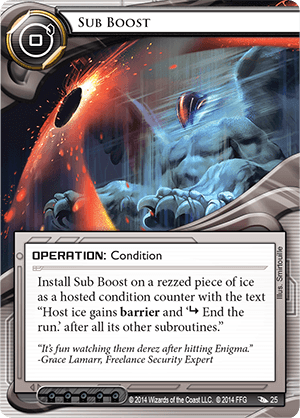 0
SUB BOOST
OPERATION: Condition
Install Sub Boost on a rezzed piece of ice
as a hosted condition counter with the text
“Host ice gains barrier and ‘↳ End the
run.’ after all its other subroutines.”
“It’s fun watching them derez after hitting Enigma.”
-Grace Lamarr, Freelance Security Expert
Illus. Smirtouille
© 2014 Wizards of the Coast LLC. © 2014 FFG
25